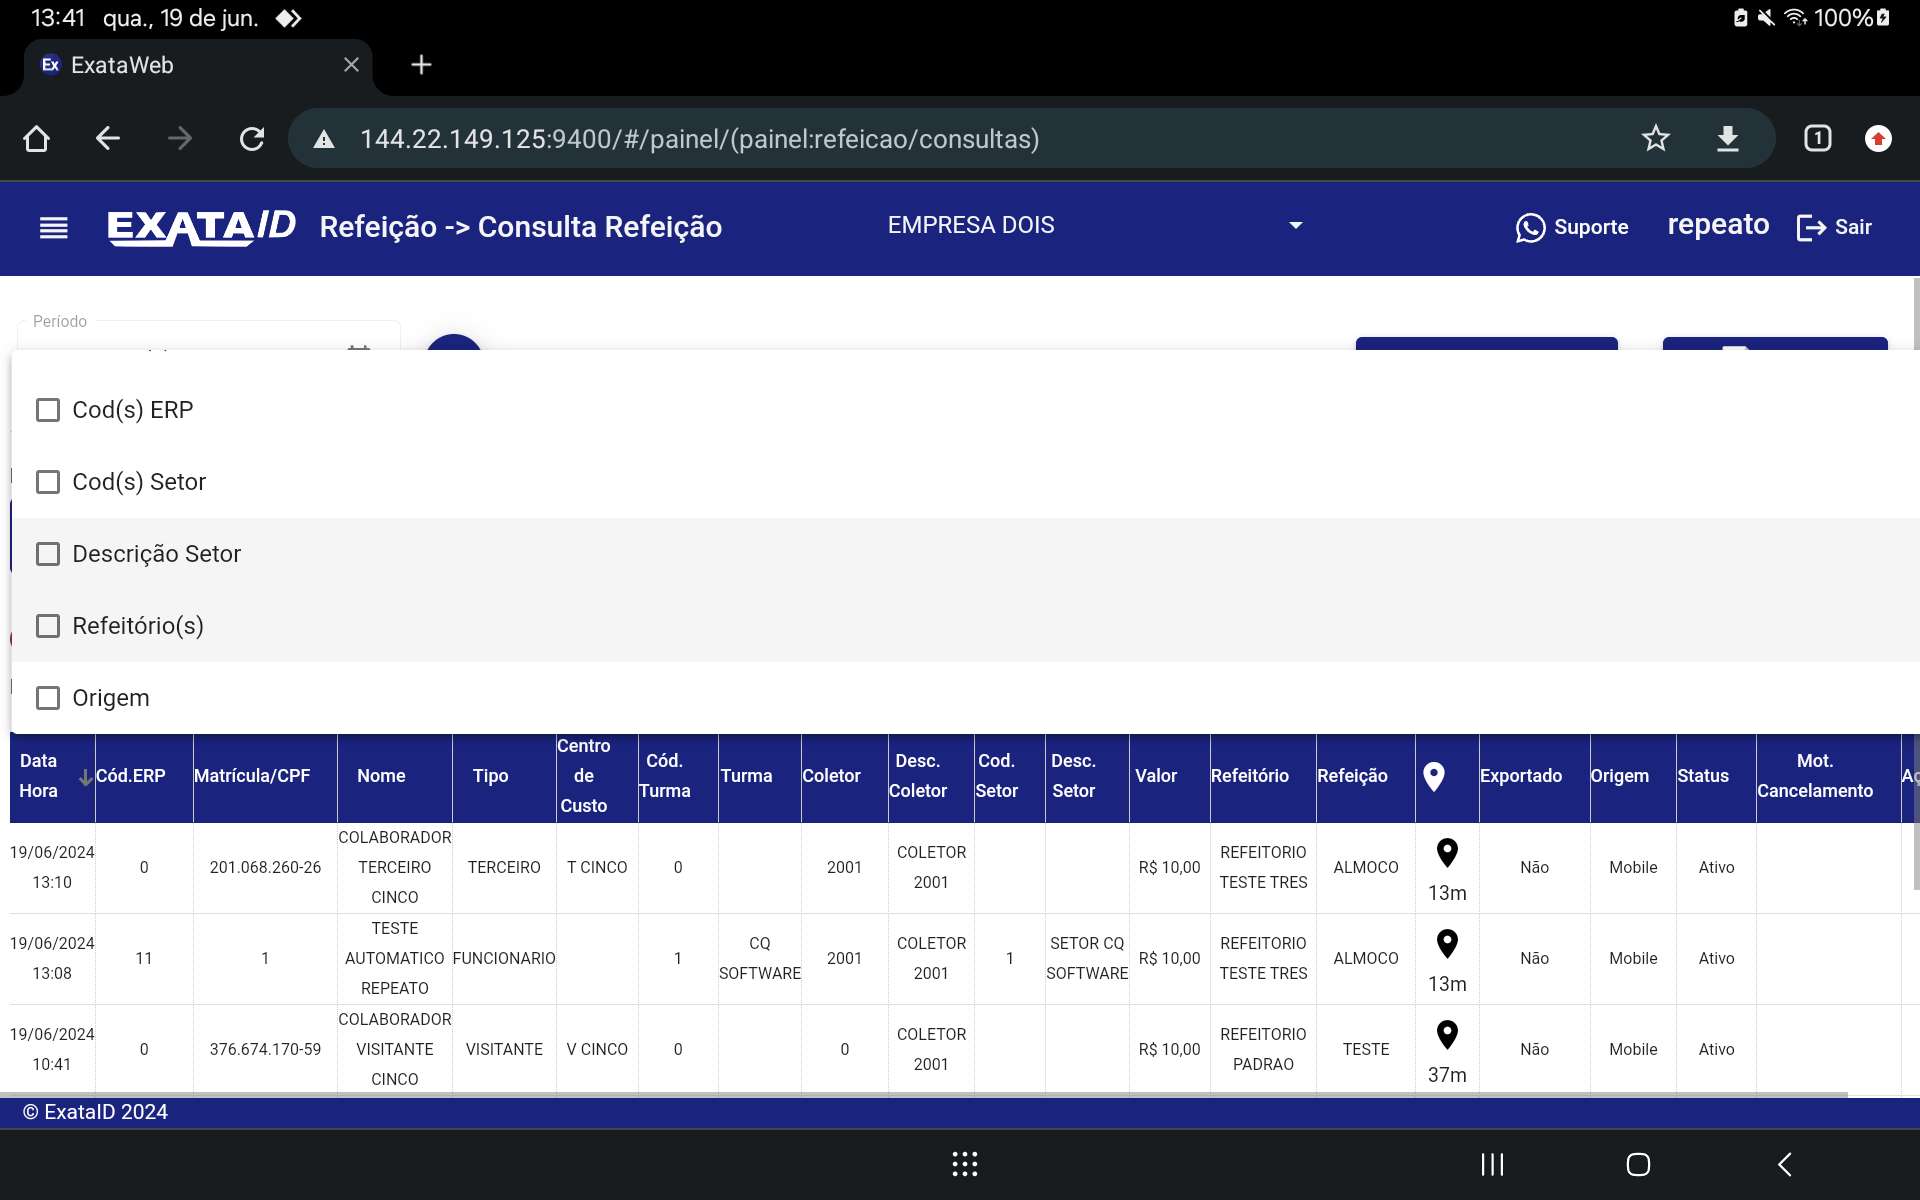 13:41 qua., 19 de jun. 100%
Ex ExataWeb
144.22.149.125:9400/#/painel/(painel:refeicao/consultas) 1
EXATA/ID Refeição -> Consulta Refeição EMPRESA DOIS Suporte repeato Sair
Período
Cod(s) ERP
Cod(s) Setor
Descrição Setor
Refeitório(s)
Origem
Data Hora Cód.ERP Matrícula/CPF Nome Tipo Centro de Custo Cód. Turma Turma Coletor Desc. Coletor Cod. Setor Desc. Setor Valor Refeitório Refeição Exportado Origem Status Mot. Cancelamento
19/06/2024 13:10 0 201.068.260-26 COLABORADOR TERCEIRO CINCO TERCEIRO T CINCO 0 2001 COLETOR 2001 R$ 10,00 REFEITORIO TESTE TRES ALMOCO 13m Não Mobile Ativo
19/06/2024 13:08 11 1 TESTE AUTOMATICO REPEATO FUNCIONARIO 1 CQ SOFTWARE 2001 COLETOR 2001 1 SETOR CQ SOFTWARE R$ 10,00 REFEITORIO TESTE TRES ALMOCO 13m Não Mobile Ativo
19/06/2024 10:41 0 376.674.170-59 COLABORADOR VISITANTE CINCO VISITANTE V CINCO 0 0 COLETOR 2001 R$ 10,00 REFEITORIO PADRAO TESTE 37m Não Mobile Ativo
© ExataID 2024